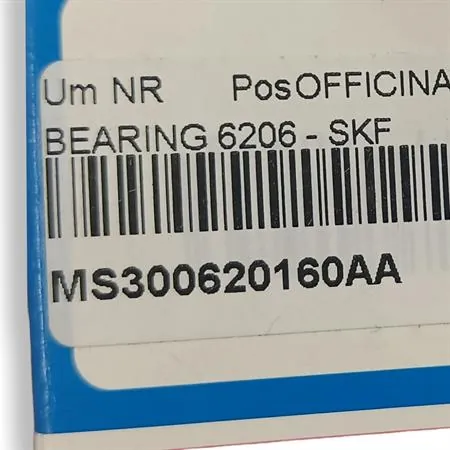 Um NR PosOFFICINA
BEARING 6206 - SKF
MS300620160AA